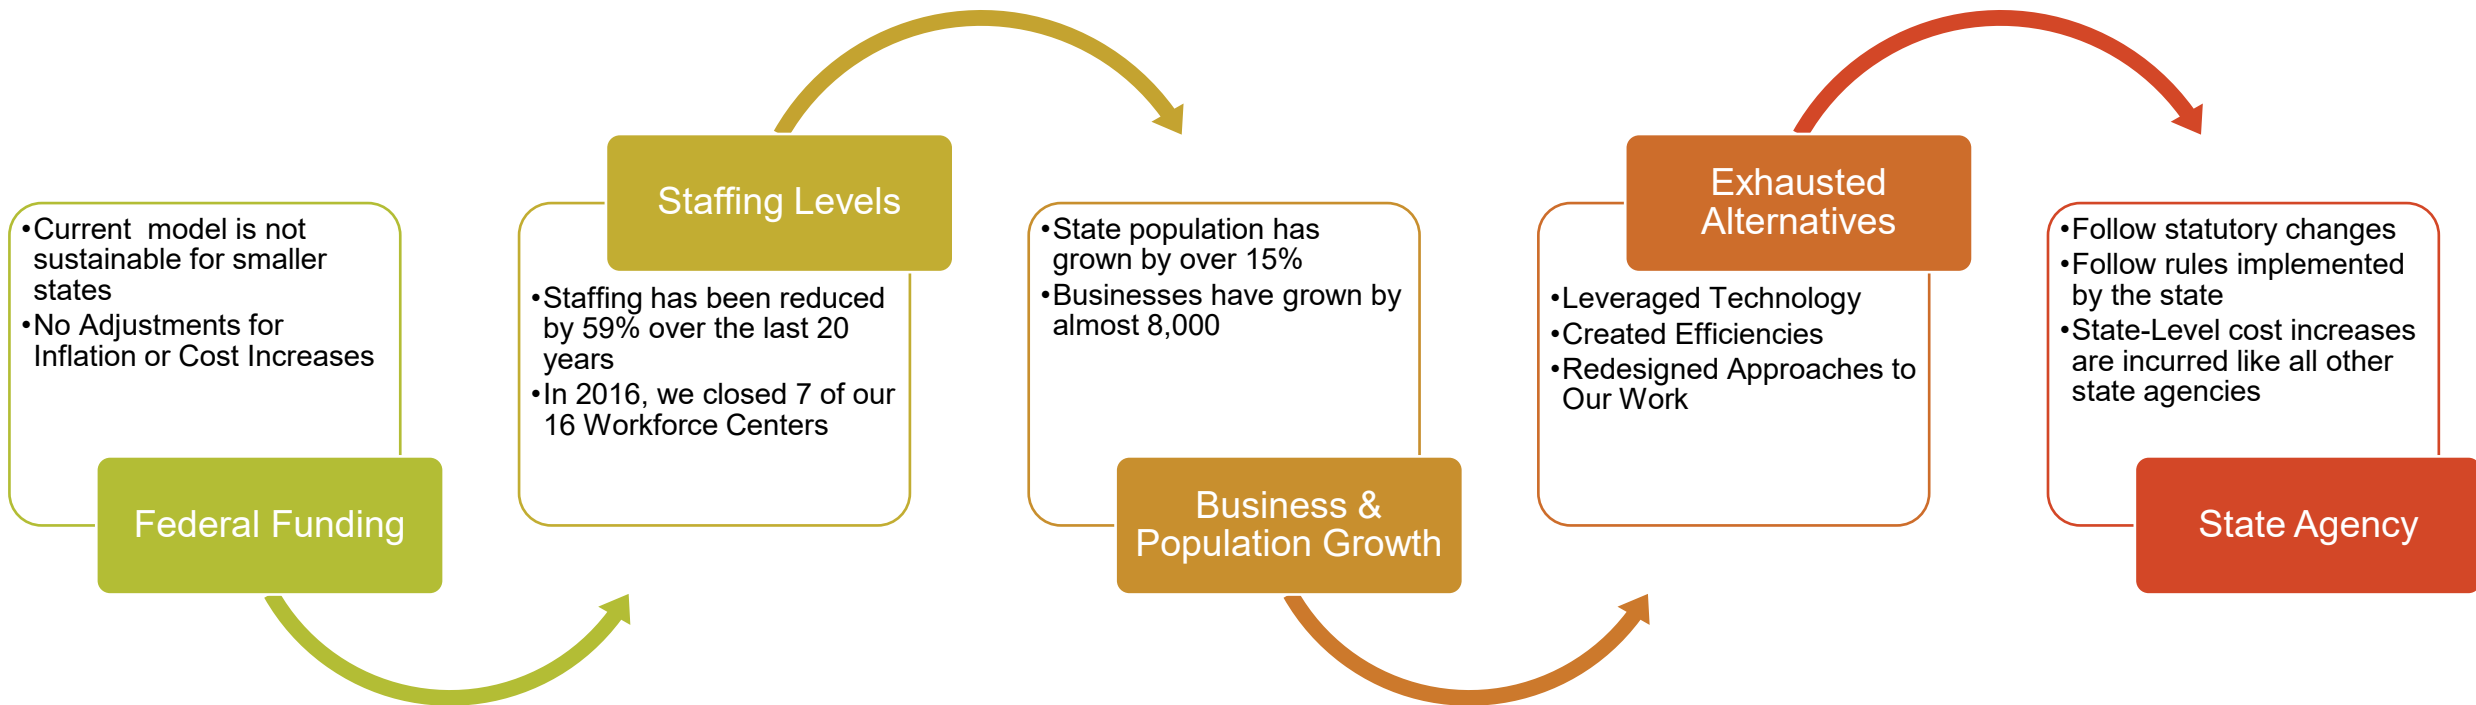 •Current  model is not
sustainable for smaller
states
•No Adjustments for
Inflation or Cost Increases
Federal Funding
Staffing Levels
•Staffing has been reduced
by 59% over the last 20
years
•In 2016, we closed 7 of our
16 Workforce Centers
•State population has
grown by over 15%
•Businesses have grown by
almost 8,000
Business &
Population Growth
Exhausted
Alternatives
•Leveraged Technology
•Created Efficiencies
•Redesigned Approaches to
Our Work
•Follow statutory changes
•Follow rules implemented
by the state
•State-Level cost increases
are incurred like all other
state agencies
State Agency